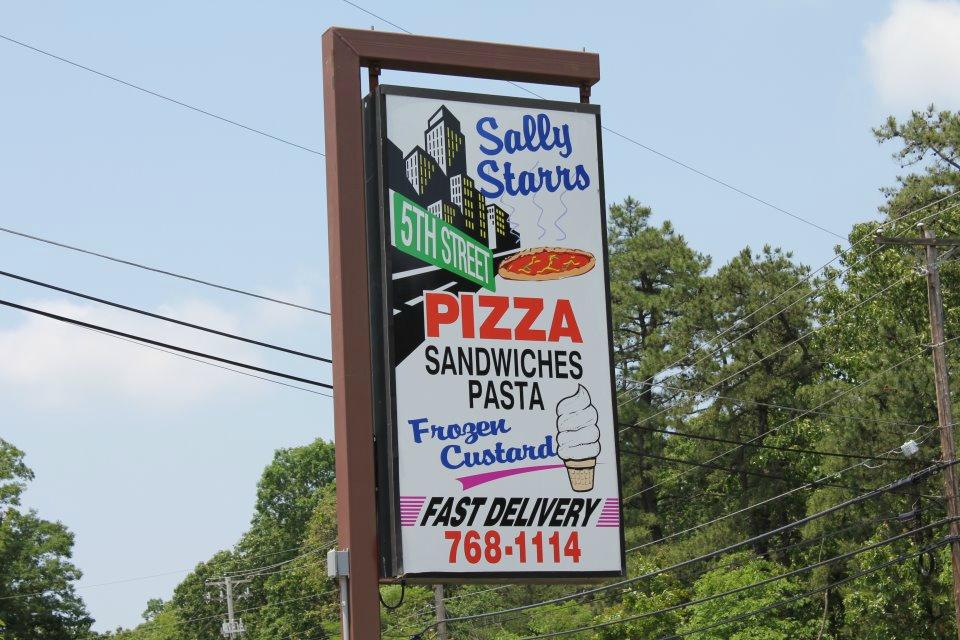 Sally
Starrs
5TH STREET
PIZZA
SANDWICHES
PASTA
Frozen
Custard
FAST DELIVERY
768-1114